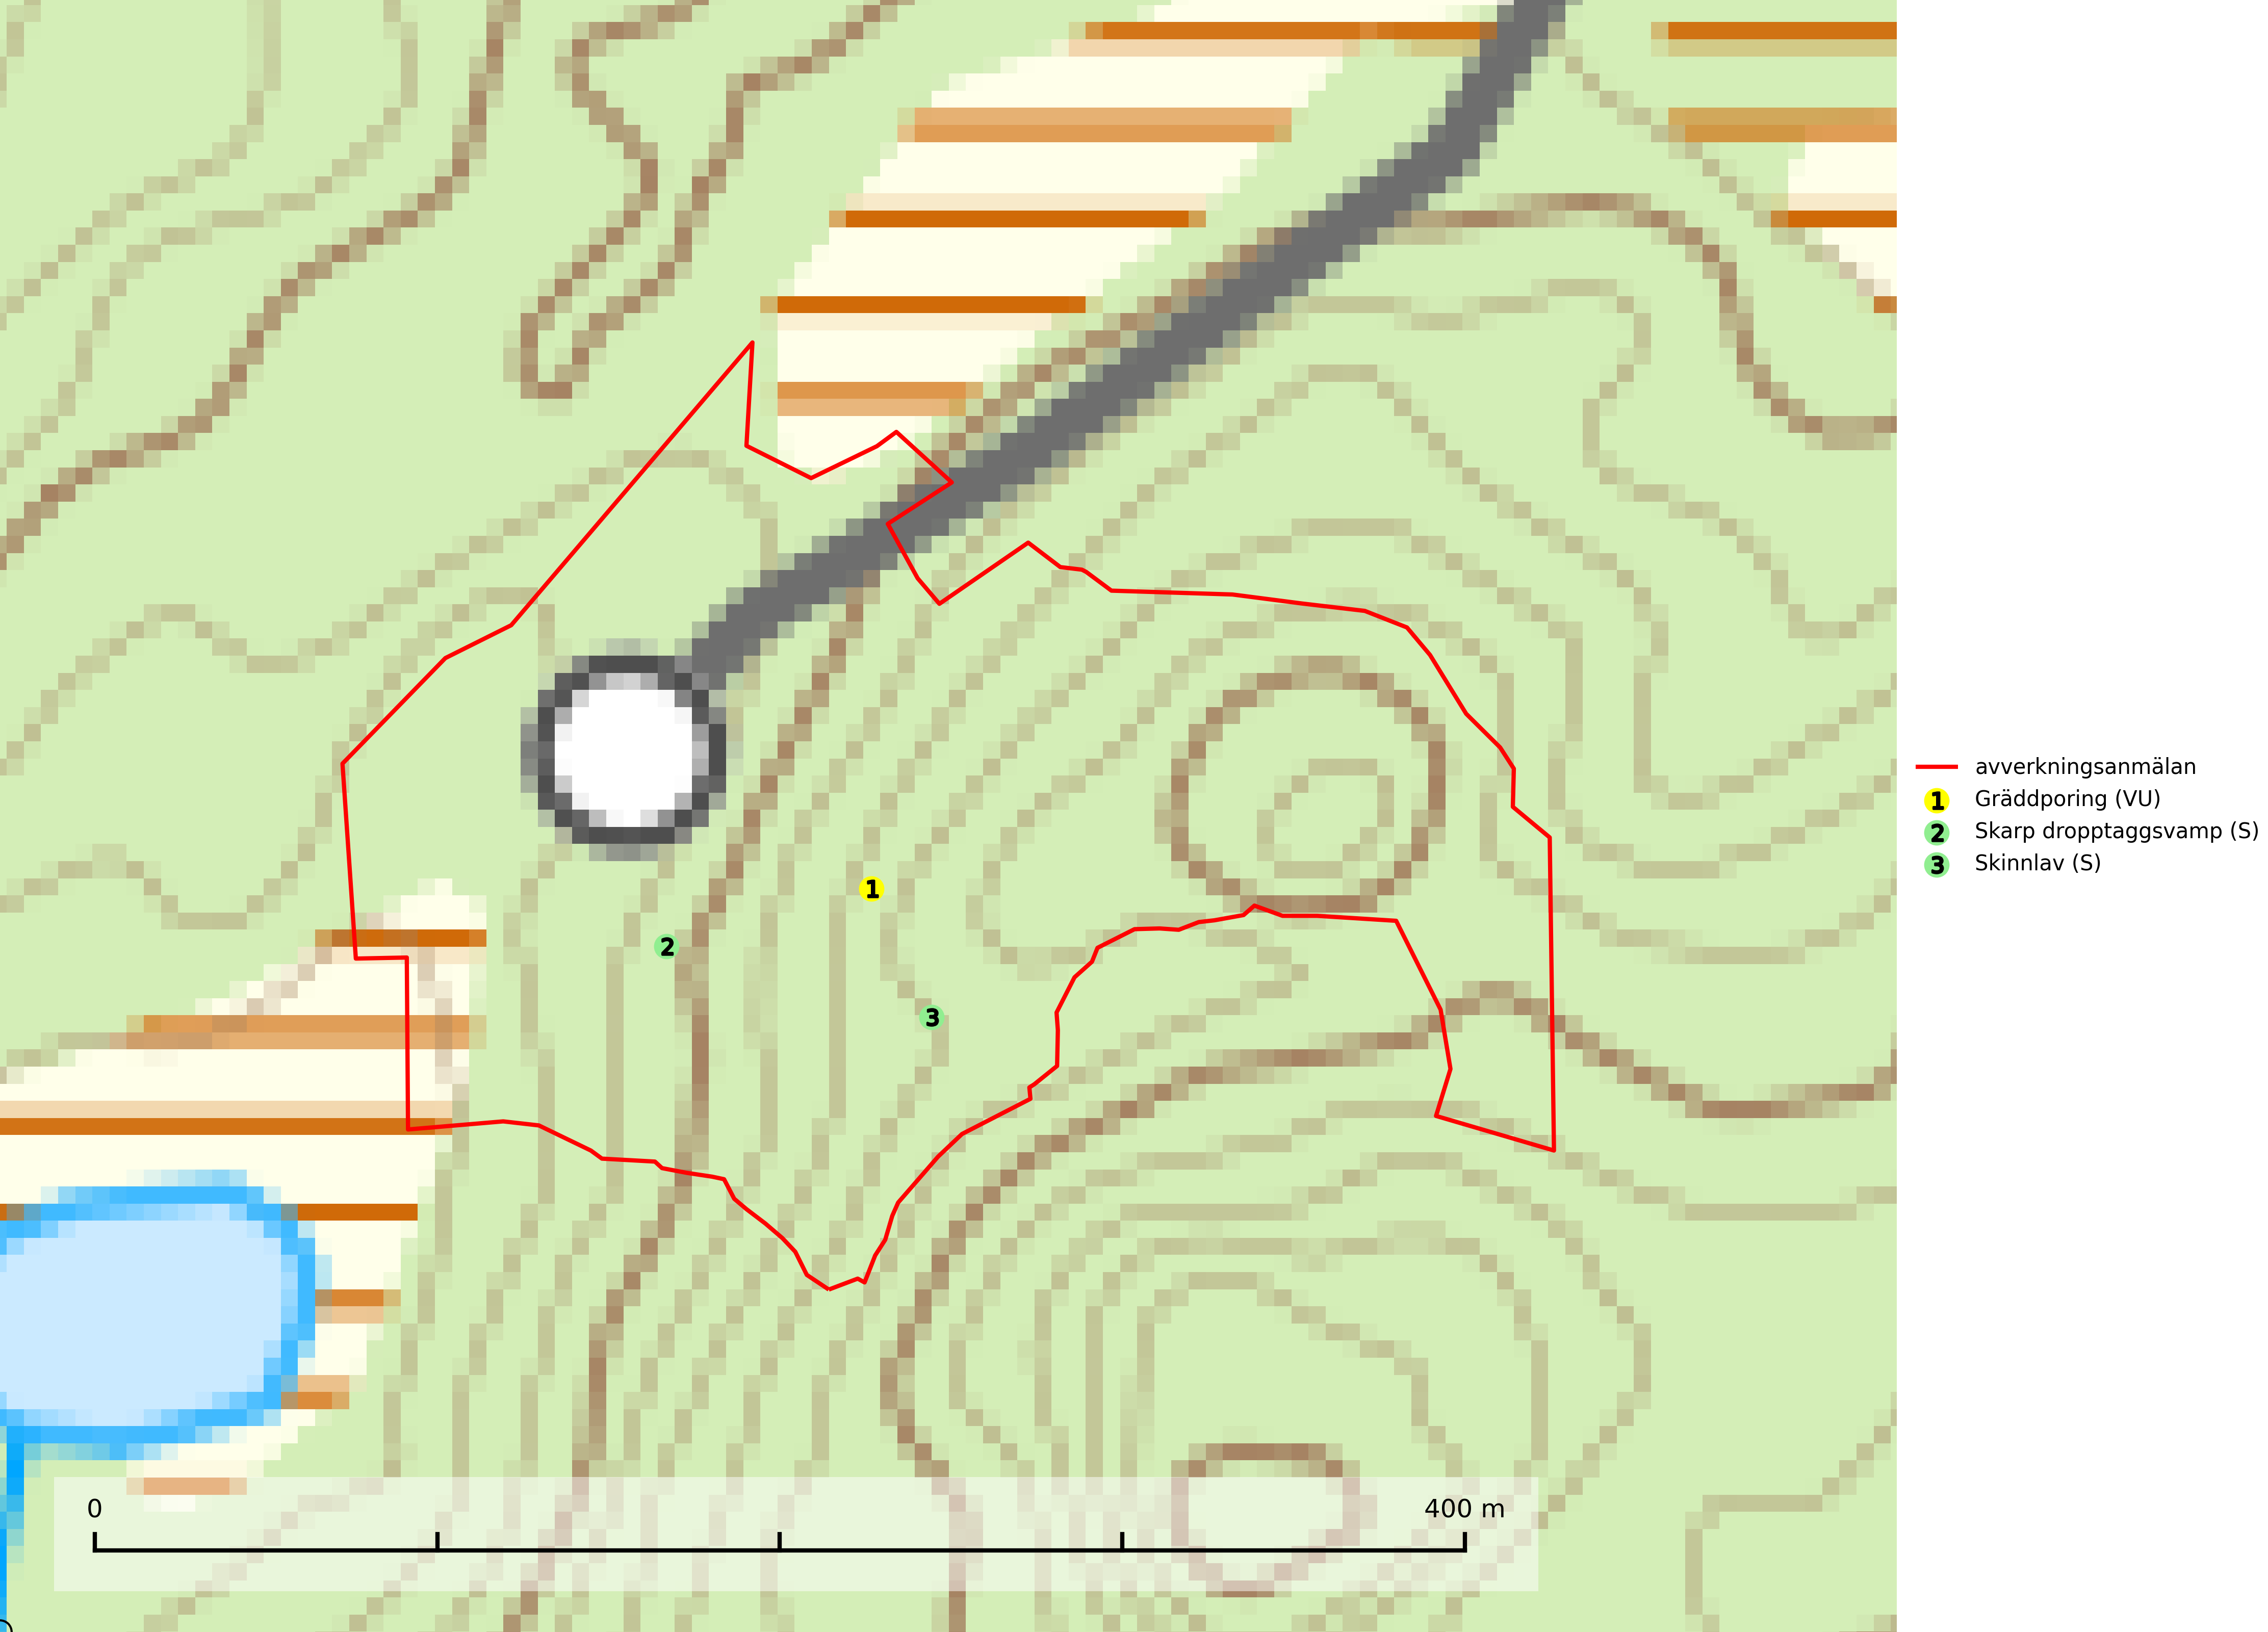 1
2
3
avverkningsanmälan
1 Gräddporing (VU)
2 Skarp dropptaggsvamp (S)
3 Skinnlav (S)
0 400 m